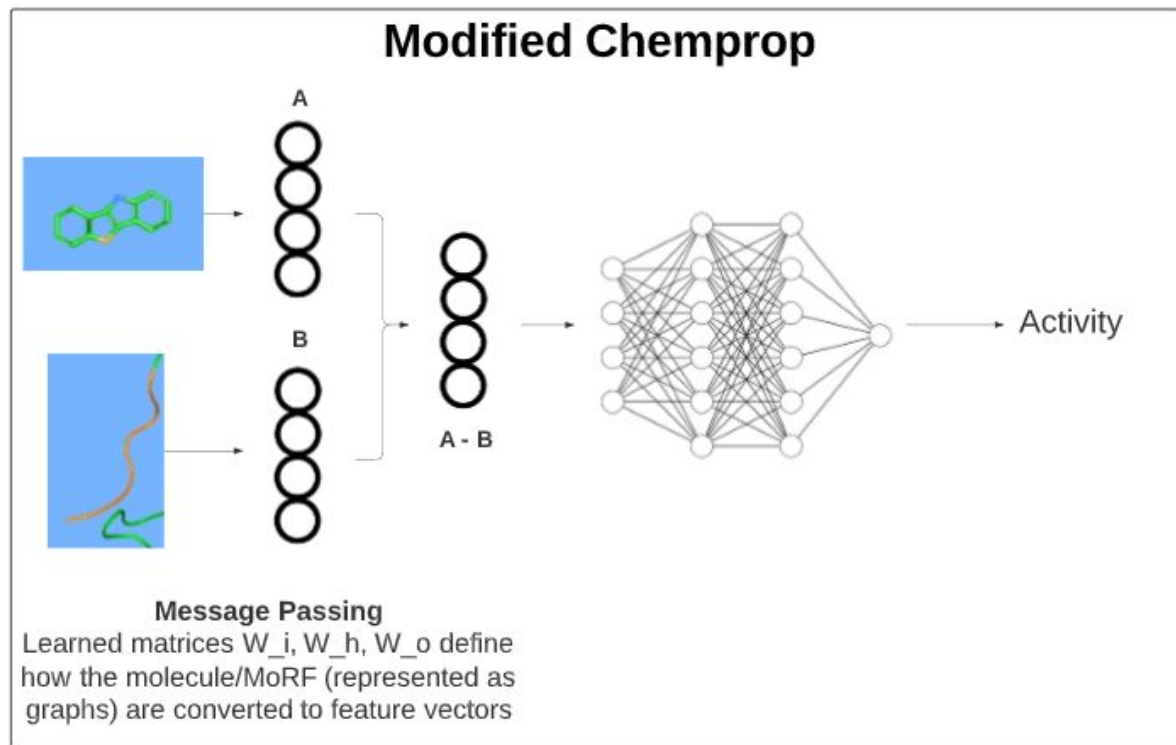 Modified Chemprop
A
B
A - B
Activity
Message Passing
Learned matrices W_i, W_h, W_o define
how the molecule/MoRF (represented as
graphs) are converted to feature vectors